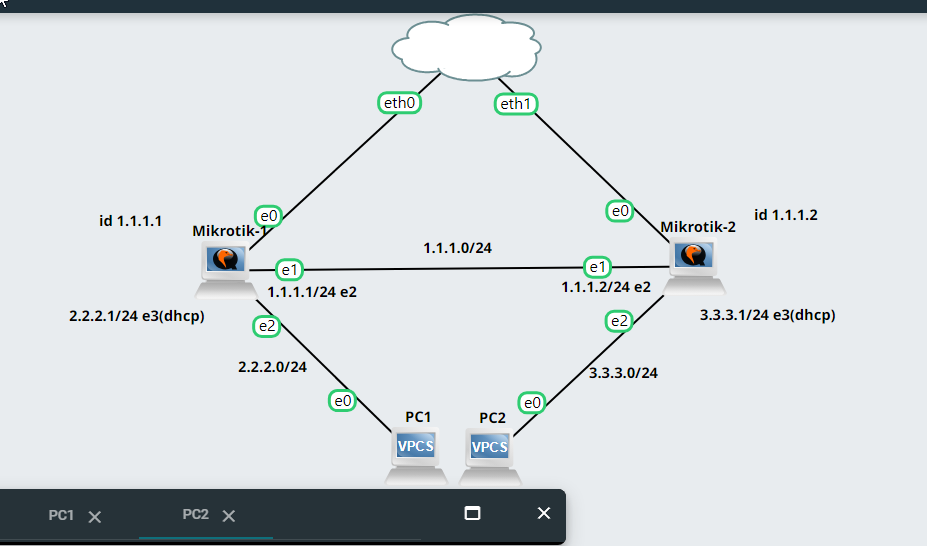 eth0
eth1
e0
e0
id 1.1.1.1
id 1.1.1.2
Mikrotik-1
Mikrotik-2
1.1.1.0/24
e1
e1
1.1.1.1/24 e2
1.1.1.2/24 e2
2.2.2.1/24 e3(dhcp)
3.3.3.1/24 e3(dhcp)
e2
e2
2.2.2.0/24
3.3.3.0/24
e0
e0
PC1
PC2
VPCS
VPCS
PC1
PC2